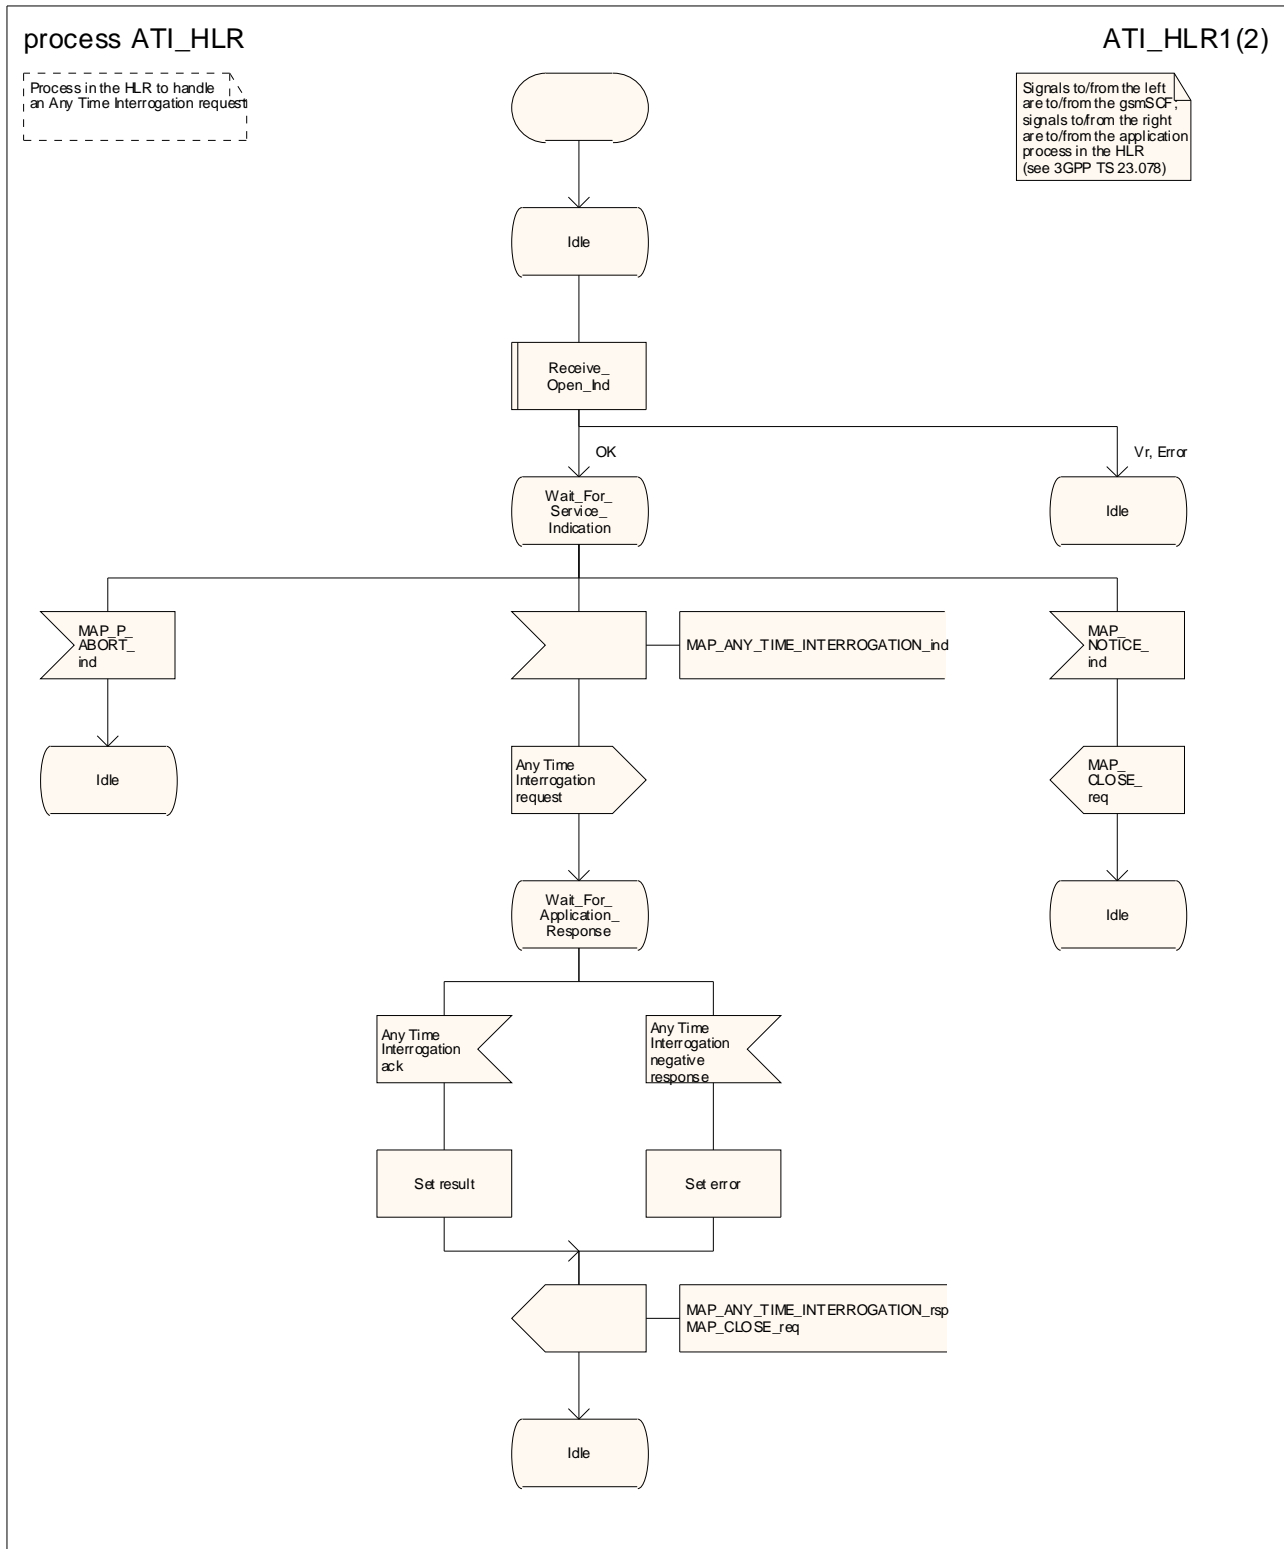 process ATI_HLR
ATI_HLR1(2)
Process in the HLR to handle
an Any Time Interrogation request
Signals to/from the left
are to/from the gsmSCF;
signals to/from the right
are to/from the application
process in the HLR
(see 3GPP TS 23.078)
Idle
Receive_
Open_Ind
OK
Vr, Error
Wait_For_
Service_
Indication
Idle
MAP_P_
ABORT_
ind
MAP_ANY_TIME_INTERROGATION_ind
MAP_
NOTICE_
ind
Idle
Any Time
Interrogation
request
MAP_
CLOSE_
req
Wait_For_
Application_
Response
Idle
Any Time
Interrogation
ack
Any Time
Interrogation
negative
response
Set result
Set error
MAP_ANY_TIME_INTERROGATION_rsp
MAP_CLOSE_req
Idle